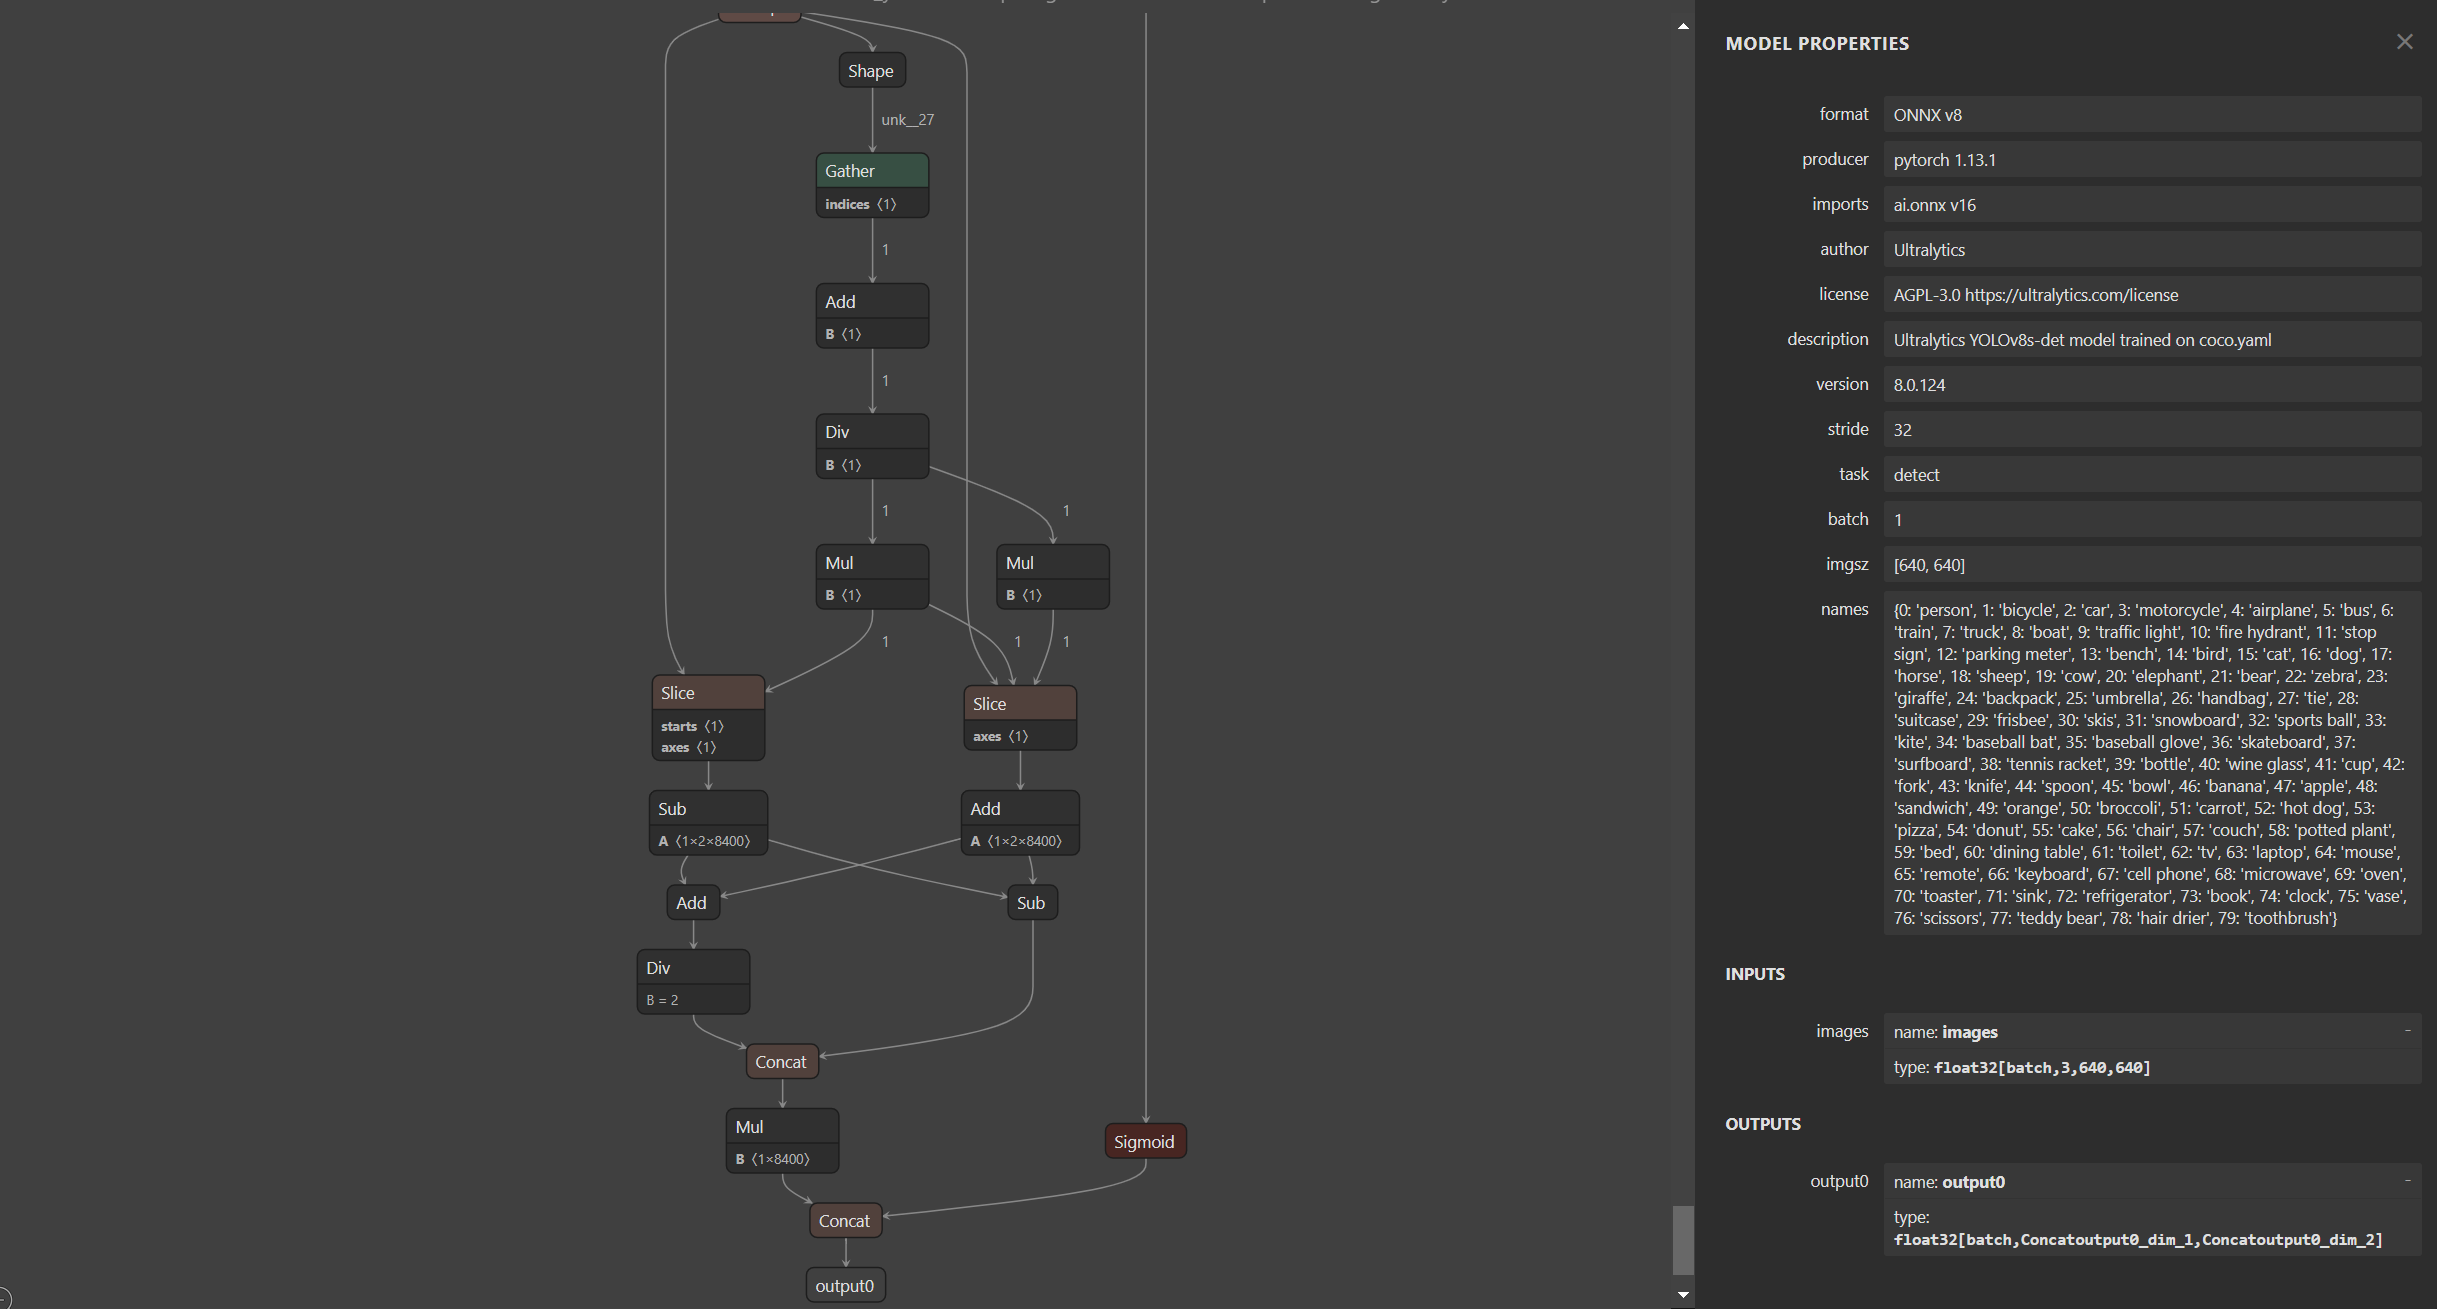 Shape
unk__27
Gather
indices 〈1〉
1
Add
B 〈1〉
1
Div
B 〈1〉
1
1
Mul
B 〈1〉
Mul
B 〈1〉
1
1
1
Slice
starts 〈1〉
axes 〈1〉
Slice
axes 〈1〉
Sub
A 〈1×2×8400〉
Add
A 〈1×2×8400〉
Add
Sub
Div
B = 2
Concat
Mul
B 〈1×8400〉
Sigmoid
Concat
output0
MODEL PROPERTIES
format
ONNX v8
producer
pytorch 1.13.1
imports
ai.onnx v16
author
Ultralytics
license
AGPL-3.0 https://ultralytics.com/license
description
Ultralytics YOLOv8s-det model trained on coco.yaml
version
8.0.124
stride
32
task
detect
batch
1
imgsz
[640, 640]
names
{0: 'person', 1: 'bicycle', 2: 'car', 3: 'motorcycle', 4: 'airplane', 5: 'bus', 6:
'train', 7: 'truck', 8: 'boat', 9: 'traffic light', 10: 'fire hydrant', 11: 'stop
sign', 12: 'parking meter', 13: 'bench', 14: 'bird', 15: 'cat', 16: 'dog', 17:
'horse', 18: 'sheep', 19: 'cow', 20: 'elephant', 21: 'bear', 22: 'zebra', 23:
'giraffe', 24: 'backpack', 25: 'umbrella', 26: 'handbag', 27: 'tie', 28:
'suitcase', 29: 'frisbee', 30: 'skis', 31: 'snowboard', 32: 'sports ball', 33:
'kite', 34: 'baseball bat', 35: 'baseball glove', 36: 'skateboard', 37:
'surfboard', 38: 'tennis racket', 39: 'bottle', 40: 'wine glass', 41: 'cup', 42:
'fork', 43: 'knife', 44: 'spoon', 45: 'bowl', 46: 'banana', 47: 'apple', 48:
'sandwich', 49: 'orange', 50: 'broccoli', 51: 'carrot', 52: 'hot dog', 53:
'pizza', 54: 'donut', 55: 'cake', 56: 'chair', 57: 'couch', 58: 'potted plant',
59: 'bed', 60: 'dining table', 61: 'toilet', 62: 'tv', 63: 'laptop', 64: 'mouse',
65: 'remote', 66: 'keyboard', 67: 'cell phone', 68: 'microwave', 69: 'oven',
70: 'toaster', 71: 'sink', 72: 'refrigerator', 73: 'book', 74: 'clock', 75: 'vase',
76: 'scissors', 77: 'teddy bear', 78: 'hair drier', 79: 'toothbrush'}
INPUTS
images
name: images
-
type: float32[batch,3,640,640]
OUTPUTS
output0
name: output0
-
type:
float32[batch,Concatoutput0_dim_1,Concatoutput0_dim_2]